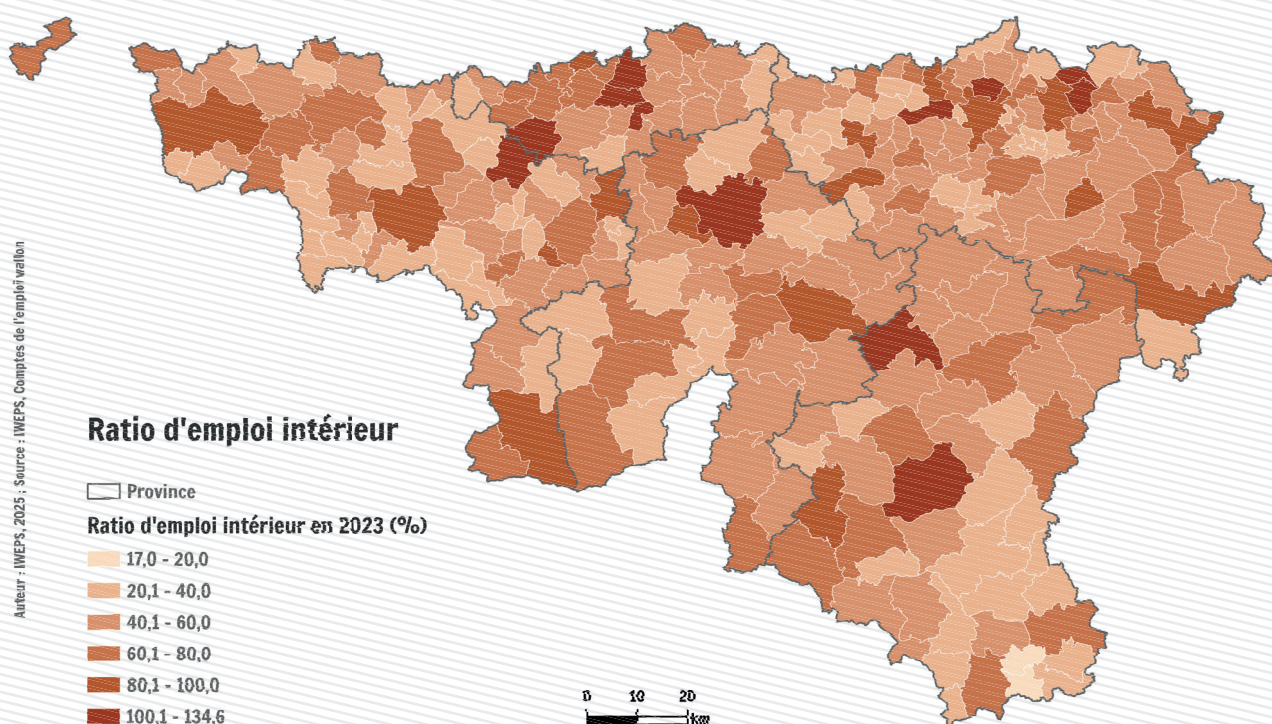 Auteur : IWEPS, 2025 ; Source : IWEPS, Comptes de l'emploi wallon
Ratio d'emploi intérieur
Province
Ratio d'emploi intérieur en 2023 (%)
17,0 - 20,0
20,1 - 40,0
40,1 - 60,0
60,1 - 80,0
80,1 - 100,0
100,1 - 134,6
0 10 20
km